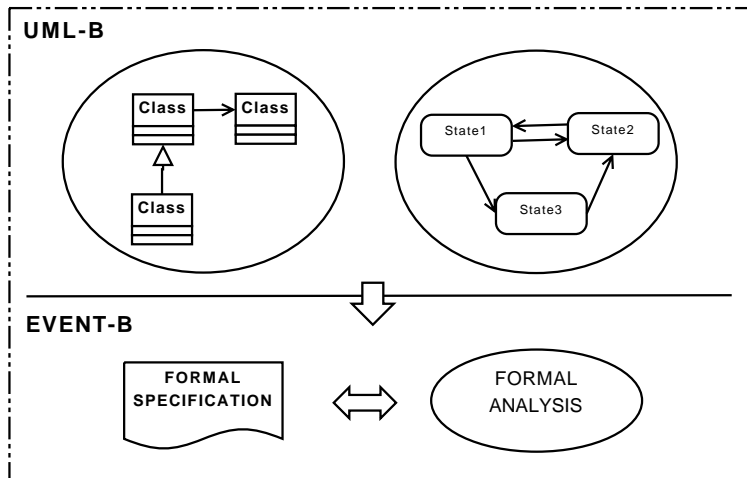 UML-B
Class
Class
Class
State1
State2
State3
EVENT-B
FORMAL
SPECIFICATION
FORMAL
ANALYSIS